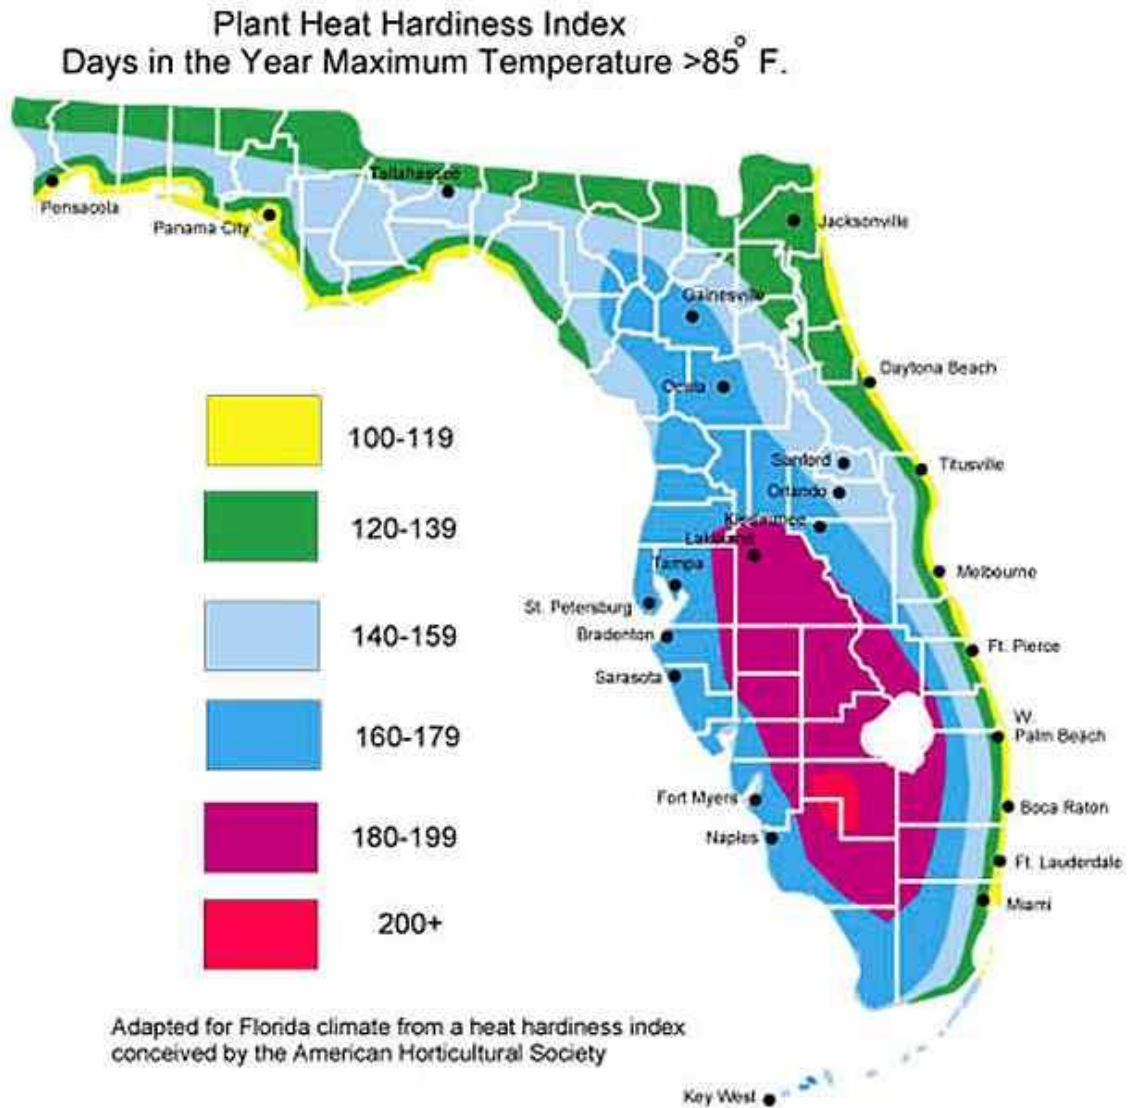 Plant Heat Hardiness Index
Days in the Year Maximum Temperature >85° F.
Tallahassee
Pensacola
Panama City
Jacksonville
Gainesville
Daytona Beach
Ocala
100-119
Sanford
Titusville
Orlando
120-139
Kissimmee
Lakeland
Tampa
Melbourne
St. Petersburg
140-159
Bradenton
Ft. Pierce
Sarasota
W.
Palm Beach
160-179
Fort Myers
Boca Raton
180-199
Naples
Ft. Lauderdale
Miami
200+
Adapted for Florida climate from a heat hardiness index
conceived by the American Horticultural Society
Key West